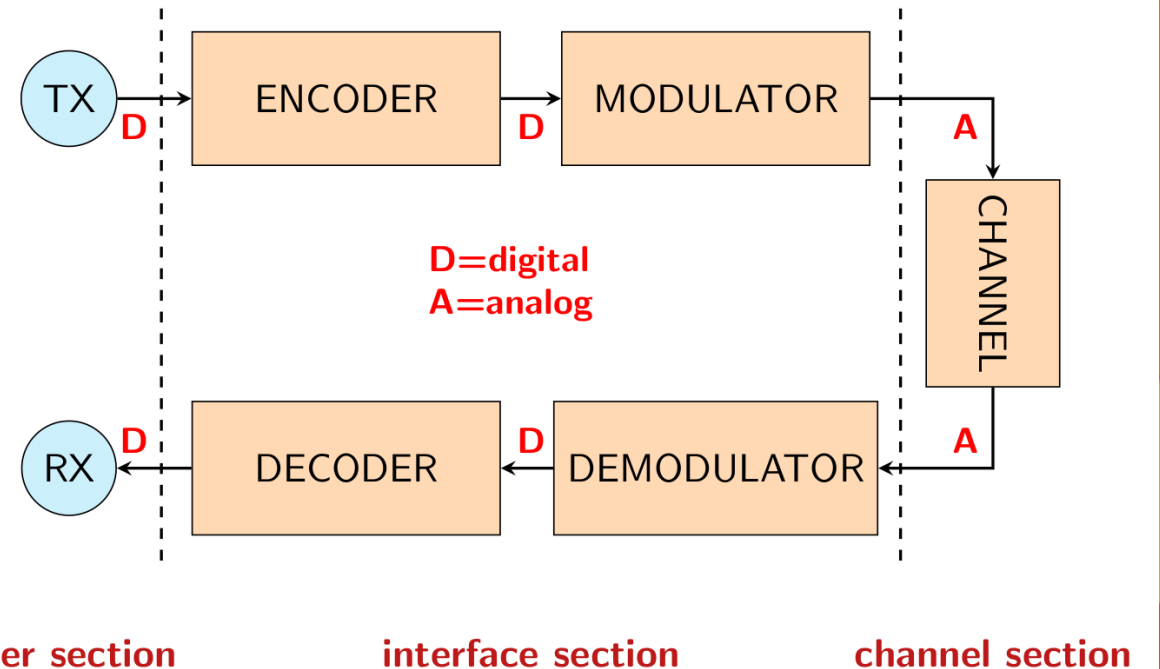 TX
ENCODER
MODULATOR
D
D
A
CHANNEL
D=digital
A=analog
D
D
A
RX
DECODER
DEMODULATOR
er section
interface section
channel section